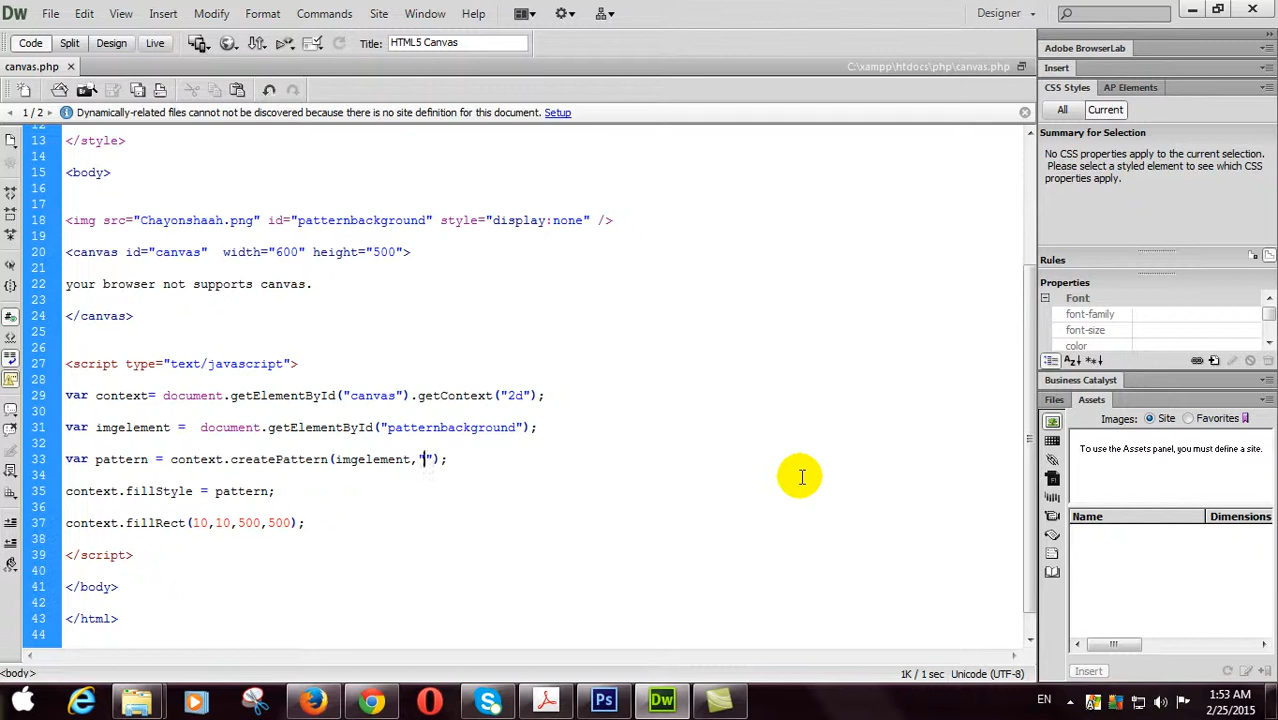 Dw File Edit View Insert Modify Format Commands Site Window Help Designer
Code Split Design Live Title: HTML5 Canvas
canvas.php C:\xampp\htdocs\php\canvas.php
1 / 2 Dynamically-related files cannot not be discovered because there is no site definition for this document. Setup
12
13 </style>
14
15 <body>
16
17
18 <img src="Chayonshaah.png" id="patternbackground" style="display:none" />
19
20 <canvas id="canvas"  width="600" height="500">
21
22 your browser not supports canvas.
23
24 </canvas>
25
26
27 <script type="text/javascript">
28
29 var context= document.getElementById("canvas").getContext("2d");
30
31 var imgelement =  document.getElementById("patternbackground");
32
33 var pattern = context.createPattern(imgelement,"");
34
35 context.fillStyle = pattern;
36
37 context.fillRect(10,10,500,500);
38
39 </script>
40
41 </body>
42
43 </html>
44
<body> 1K / 1 sec Unicode (UTF-8)
Adobe BrowserLab
Insert
CSS Styles AP Elements
All Current
Summary for Selection
No CSS properties apply to the current selection.
Please select a styled element to see which CSS
properties apply.
Rules
Properties
Font
font-family
font-size
color
Az↓ **↓
Business Catalyst
Files Assets
Images: Site Favorites
To use the Assets panel, you must define a site.
Name Dimensions
Insert
Ps Dw
EN 1:53 AM
2/25/2015